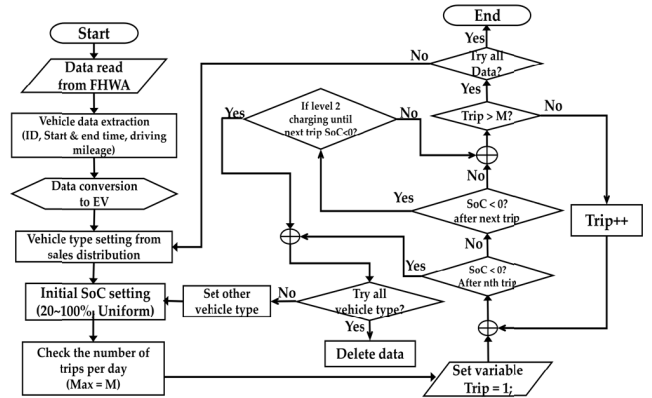 Start
Data read
from FHWA
Vehicle data extraction
(ID, Start & end time, driving
mileage)
Data conversion
to EV
Vehicle type setting from
sales distribution
Initial SoC setting
(20~100% Uniform)
Check the number of
trips per day
(Max = M)
Set variable
Trip = 1;
SoC < 0?
After nth trip
Yes
No
SoC < 0?
after next trip
Yes
No
If level 2
charging until
next trip SoC<0?
Yes
No
Trip > M?
No
Yes
Trip++
Try all
Data?
No
Yes
End
Try all
vehicle type?
No
Yes
Set other
vehicle type
Delete data